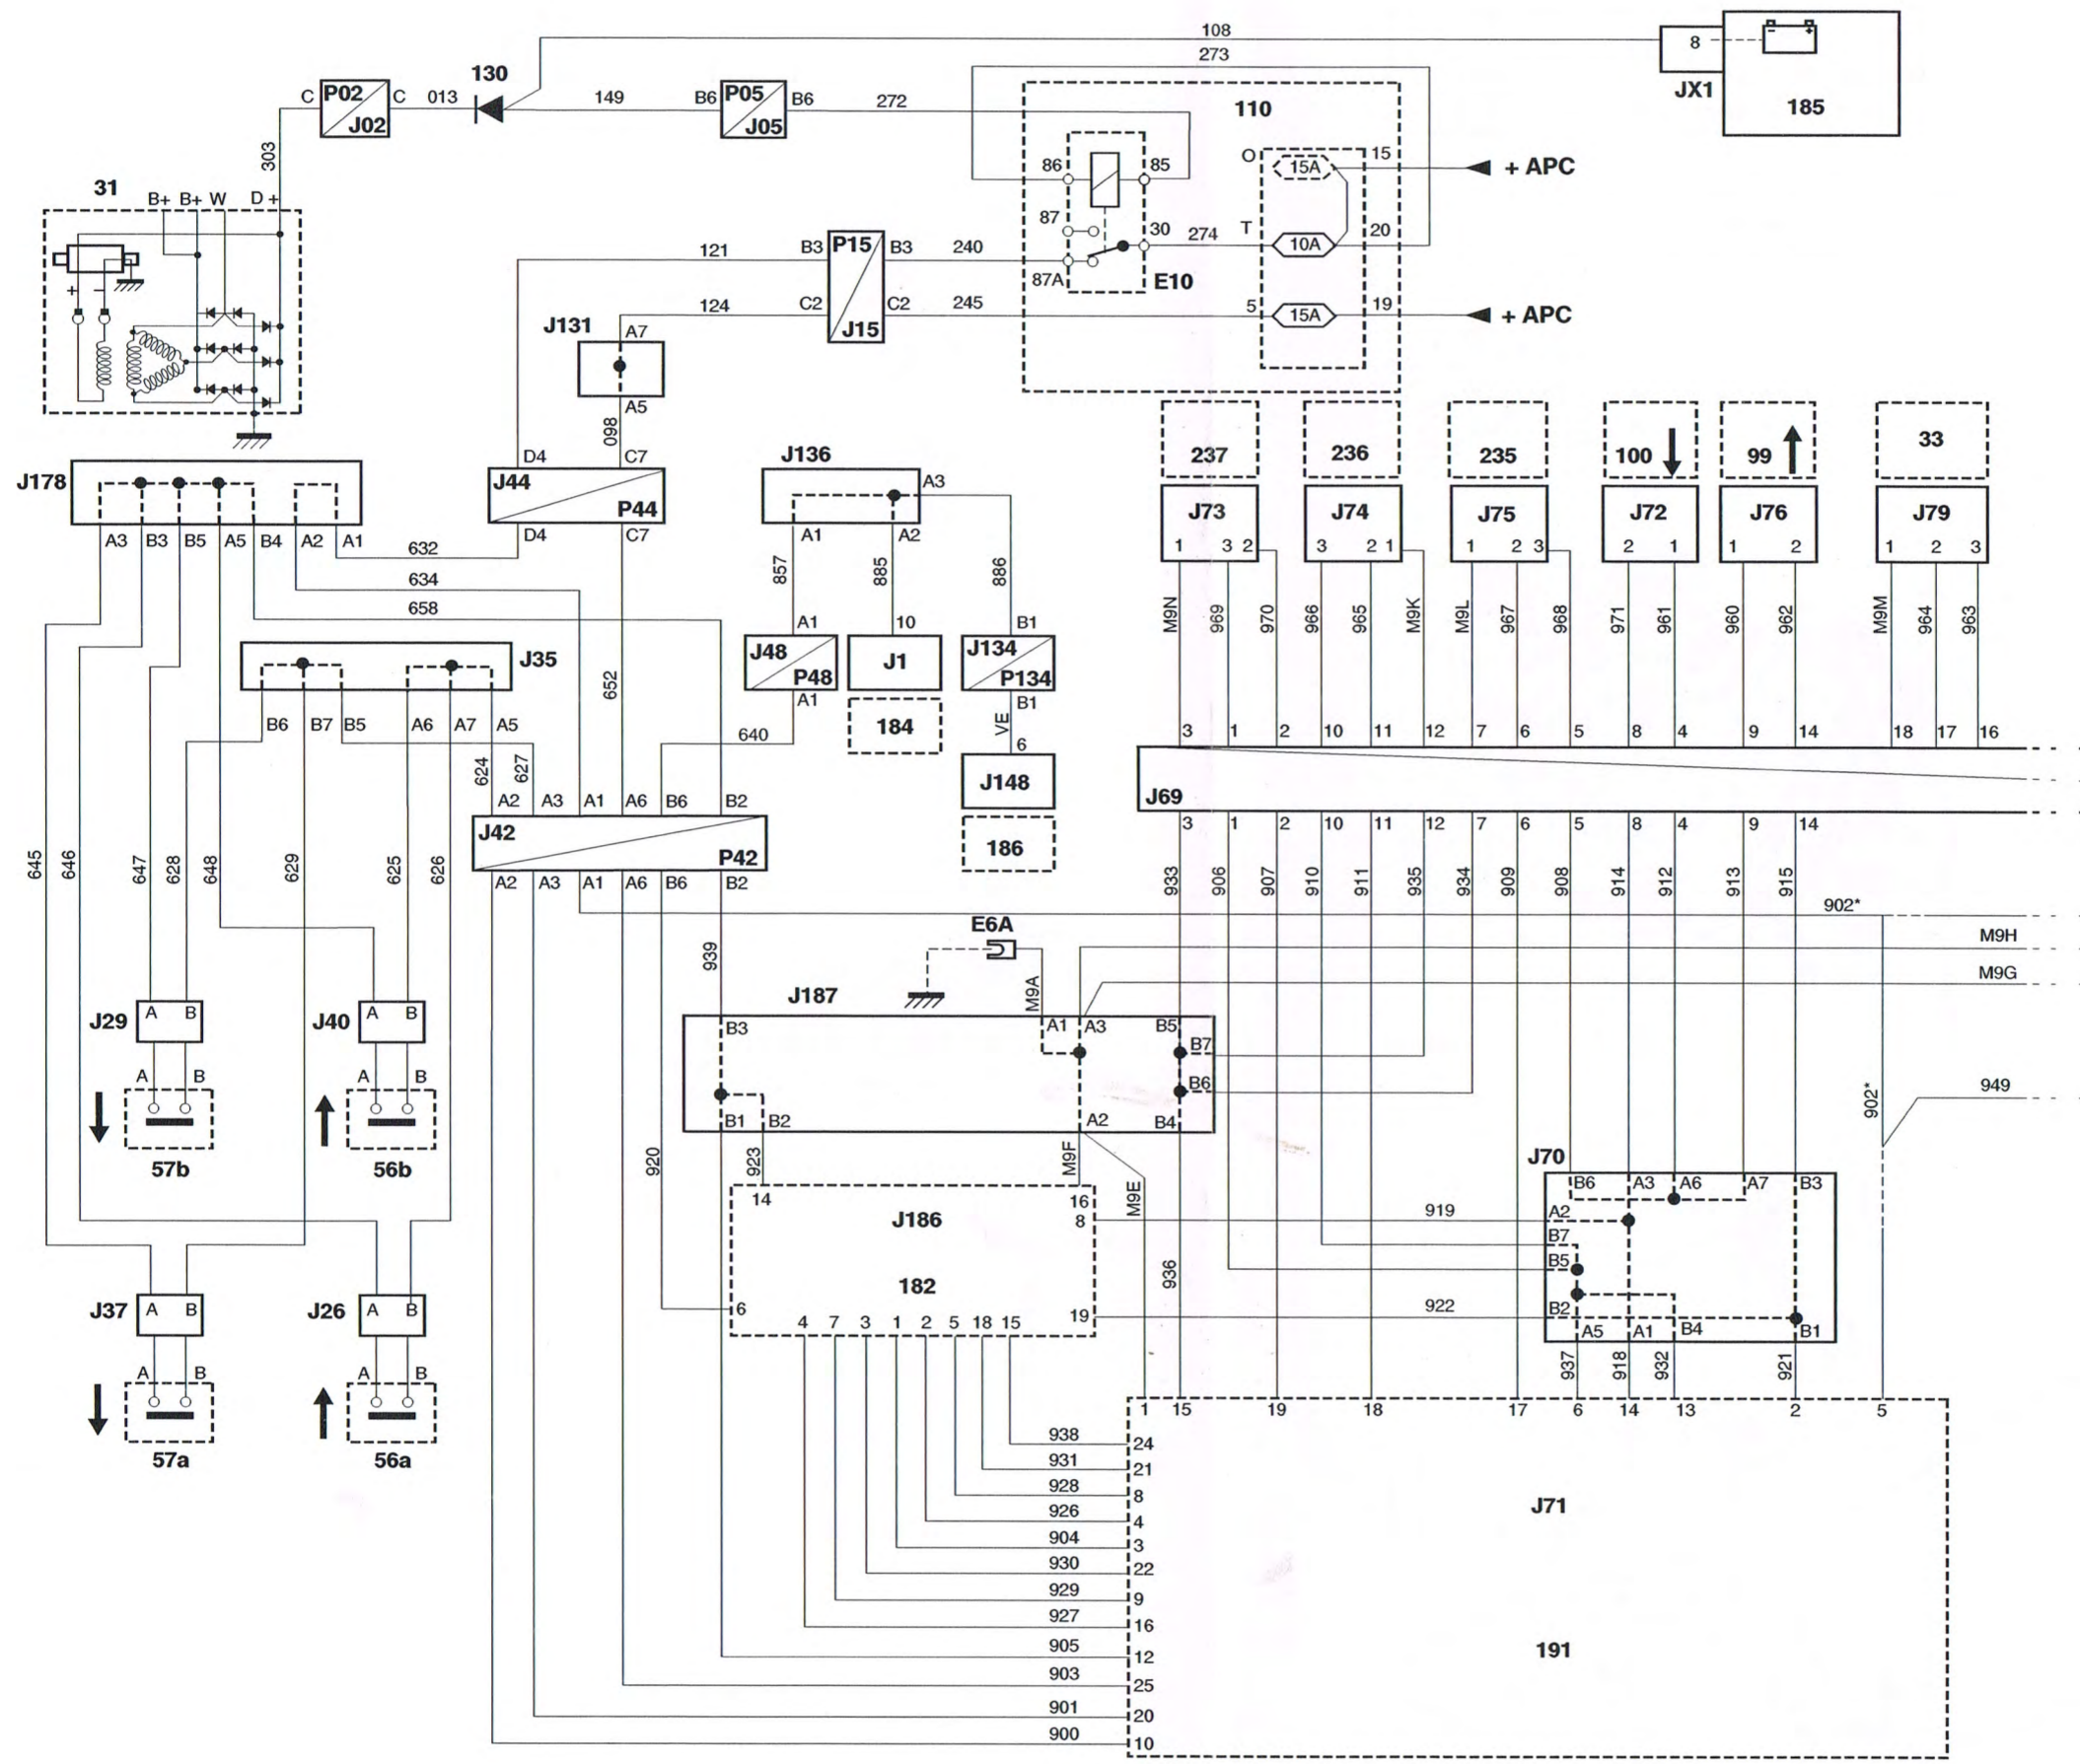 108
8
JX1
185
273
130
C P02 C 013
J02
149
B6 P05 B6
J05
272
110
303
31
B+ B+ W D +
+ −
86 85
87
87A
30
274
E10
O 15A 15 + APC
T 10A 20
5 15A 19 + APC
121
B3 P15 B3 240
124
C2 C2 245
J15
J131
A7
A5
098
D4 C7
J44
P44
D4 C7
J178
A3 B3 B5 A5 B4 A2 A1
632
634
658
J136
A3
A1 A2
857 885 886
A1 10 B1
J48
P48
A1
J1
184
J134
P134
B1
VE
6
J148
186
640
652
J35
B6 B7 B5 A6 A7 A5
624 627
A2 A3 A1 A6 B6 B2
J42
P42
A2 A3 A1 A6 B6 B2
645 646 647 628 648 629 625 626
237 236 235 100 99 33
J73 J74 J75 J72 J76 J79
1 3 2 3 2 1 1 2 3 2 1 1 2 1 2 3
M9N 969 970 966 965 M9K M9L 967 968 971 961 960 962 M9M 964 963
3 1 2 10 11 12 7 6 5 8 4 9 14 18 17 16
J69
3 1 2 10 11 12 7 6 5 8 4 9 14
933 906 907 910 911 935 934 909 908 914 912 913 915
902*
M9H
M9G
902*
949
E6A
M9A
939
J187
B3 A1 A3 B5
B7
B6
B1 B2 A2 B4
J29 A B
A B
57b
J40 A B
A B
56b
J37 A B
A B
57a
J26 A B
A B
56a
920 923 M9F M9E 936
14 16
J186
8
182
6
19
4 7 3 1 2 5 18 15
919
922
J70
B6 A3 A6 A7 B3
A2
B7
B5
B2
A5 A1 B4 B1
937 918 932 921
1 15 19 18 17 6 14 13 2 5
938 24
931 21
928 8
926 4
904 3
930 22
929 9
927 16
905 12
903 25
901 20
900 10
J71
191